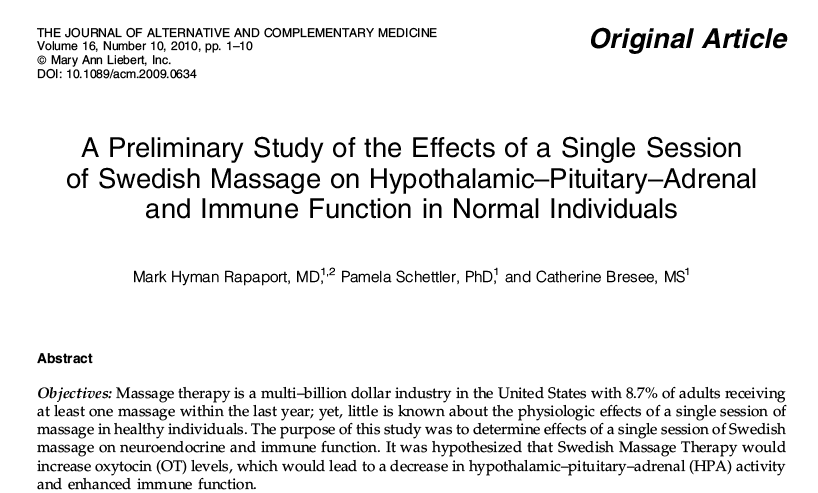 THE JOURNAL OF ALTERNATIVE AND COMPLEMENTARY MEDICINE
Volume 16, Number 10, 2010, pp. 1–10
© Mary Ann Liebert, Inc.
DOI: 10.1089/acm.2009.0634
Original Article
A Preliminary Study of the Effects of a Single Session
of Swedish Massage on Hypothalamic–Pituitary–Adrenal
and Immune Function in Normal Individuals
Mark Hyman Rapaport, MD,1,2 Pamela Schettler, PhD,1 and Catherine Bresee, MS1
Abstract
Objectives: Massage therapy is a multi–billion dollar industry in the United States with 8.7% of adults receiving
at least one massage within the last year; yet, little is known about the physiologic effects of a single session of
massage in healthy individuals. The purpose of this study was to determine effects of a single session of Swedish
massage on neuroendocrine and immune function. It was hypothesized that Swedish Massage Therapy would
increase oxytocin (OT) levels, which would lead to a decrease in hypothalamic–pituitary–adrenal (HPA) activity
and enhanced immune function.